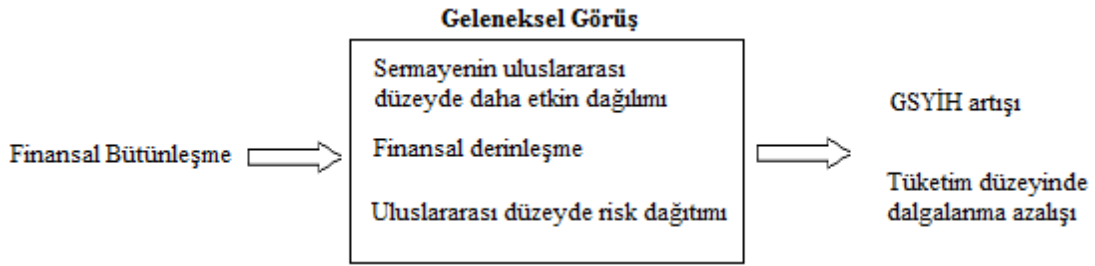 Geleneksel Görüş
Finansal Bütünleşme
Sermayenin uluslararası
düzeyde daha etkin dağılımı
Finansal derinleşme
Uluslararası düzeyde risk dağıtımı
GSYİH artışı
Tüketim düzeyinde
dalgalanma azalışı